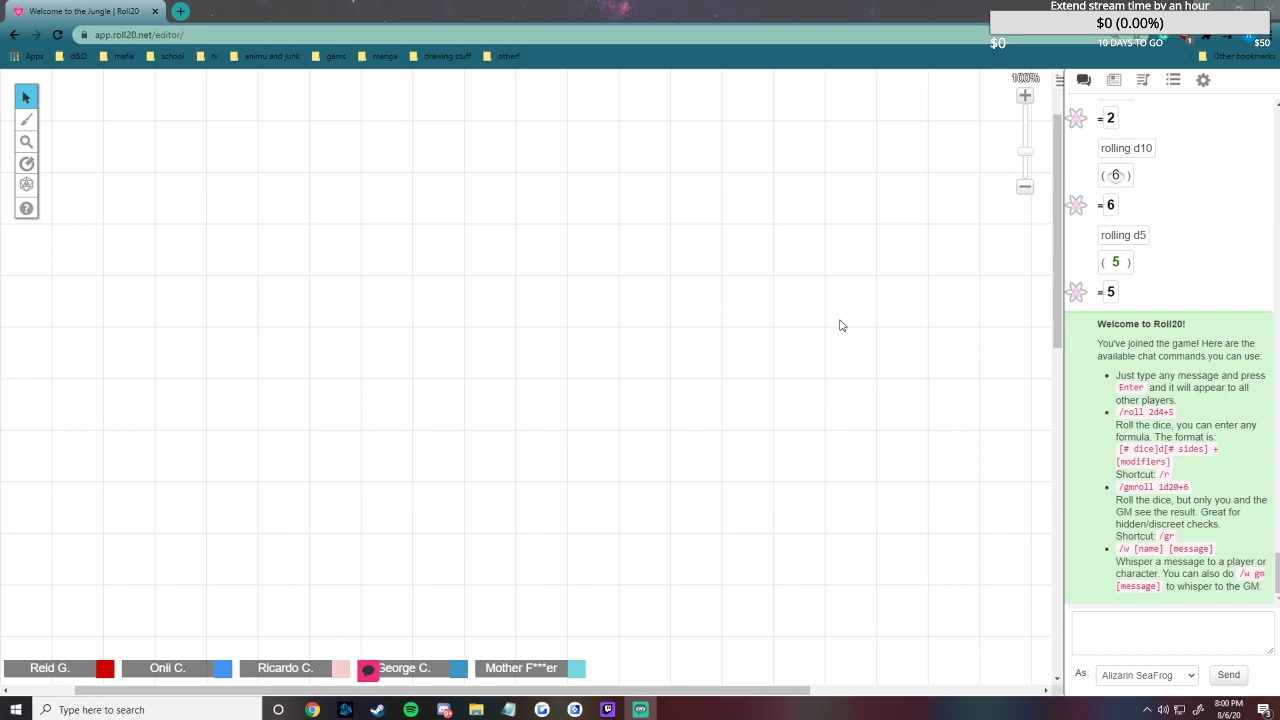 Welcome to the Jungle | Roll20
Extend stream time by an hour
$0 (0.00%)
$0
10 DAYS TO GO
$50
app.roll20.net/editor/
Apps
d&D
mafia
school
tv
animu and junk
gams
manga
drawing stuff
otherf
Other bookmarks
100%
= 2
rolling d10
( 6 )
= 6
rolling d5
( 5 )
= 5
Welcome to Roll20!
You've joined the game! Here are the
available chat commands you can use:
Just type any message and press
Enter and it will appear to all
other players.
/roll 2d4+5
Roll the dice, you can enter any
formula. The format is:
[# dice]d[# sides] +
[modifiers]
Shortcut: /r
/gmroll 1d20+6
Roll the dice, but only you and the
GM see the result. Great for
hidden/discreet checks.
Shortcut: /gr
/w [name] [message]
Whisper a message to a player or
character. You can also do /w gm
[message] to whisper to the GM.
Reid G.
Onii C.
Ricardo C.
George C.
Mother F***er
As:
Alizarin SeaFrog
Send
Type here to search
8:00 PM
8/6/20